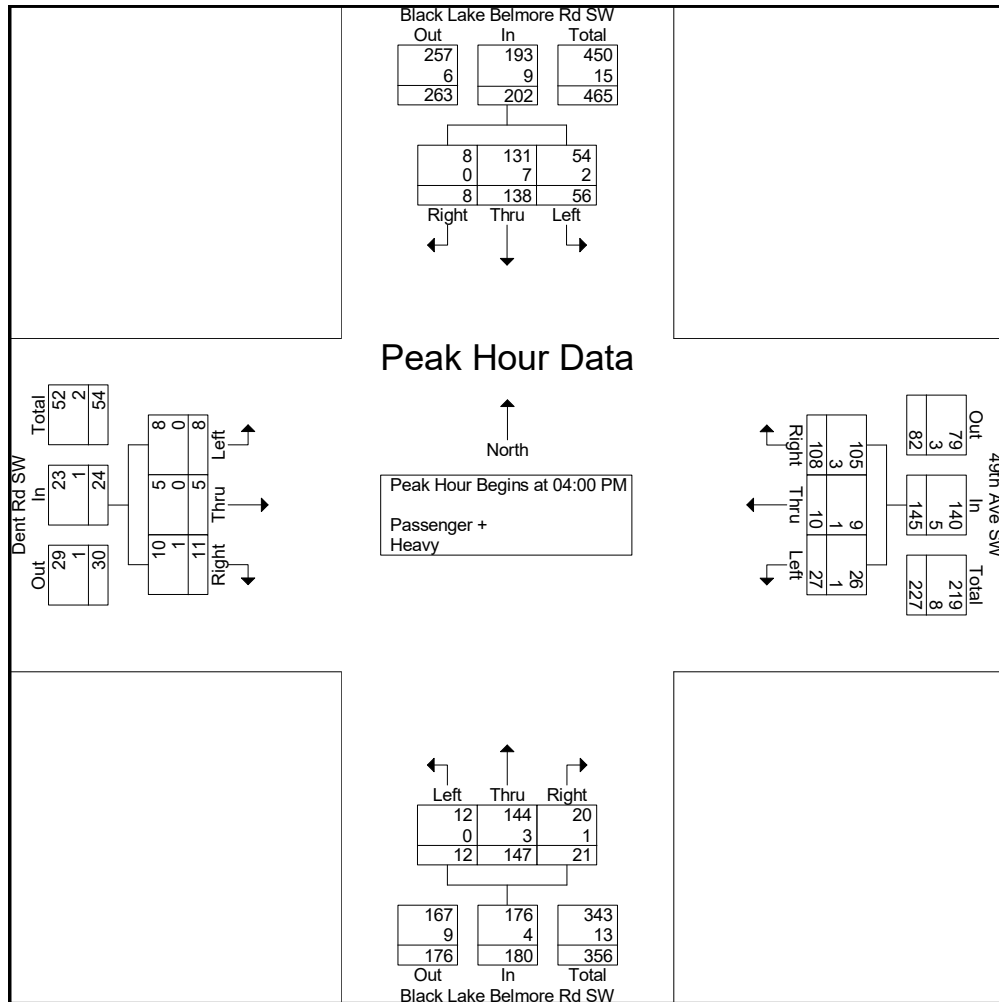 Black Lake Belmore Rd SW
Out In Total
257 193 450
6 9 15
263 202 465
8 131 54
0 7 2
8 138 56
Right Thru Left
Peak Hour Data
North
Peak Hour Begins at 04:00 PM
Passenger +
Heavy
Dent Rd SW
Total In Out
52 23 29
2 1 1
54 24 30
8 5 10
0 0 1
8 5 11
Left Thru Right
49th Ave SW
Out In Total
79 140 219
3 5 8
82 145 227
105 9 26
3 1 1
108 10 27
Right Thru Left
Left Thru Right
12 144 20
0 3 1
12 147 21
167 176 343
9 4 13
176 180 356
Out In Total
Black Lake Belmore Rd SW